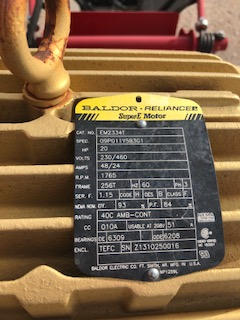 BALDOR · RELIANCER
SuperE Motor
CAT. NO. EM2334T
SPEC. 09P011Y583G1
HP 20
VOLTS 230/460
AMPS 48/24
R.P.M. 1765
FRAME 256T HZ 60 PH 3
SER. F. 1.15 CODE H DES B CLASS F
NEMA NOM. EFF. 93 % P.F. 84 %
RATING 40C AMB-CONT
CC 010A USABLE AT 208V 51 A
BEARINGS DE 6309 ODE 6208
ENCL. TEFC SN Z1310250016
BALDOR ELECTRIC CO. FT. SMITH, AR. MFG. IN U.S.A.